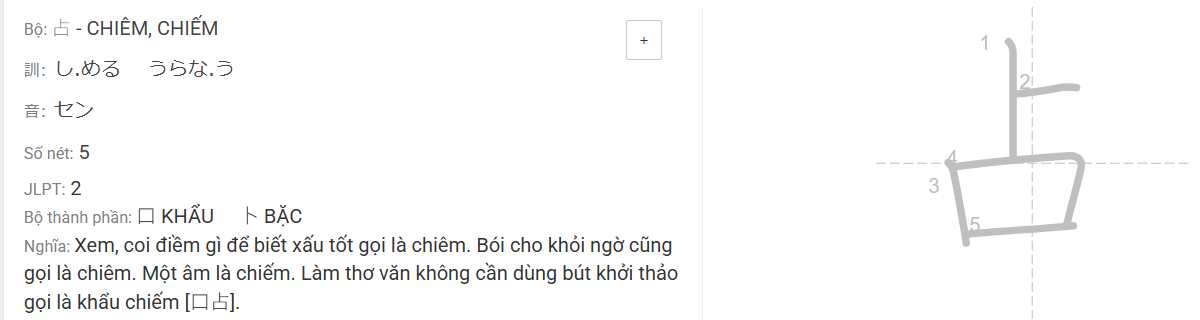 Bộ: 占 - CHIÊM, CHIẾM
+
訓: し.める うらな.う
音: セン
Số nét: 5
JLPT: 2
Bộ thành phần: 口 KHẨU 卜 BẶC
Nghĩa: Xem, coi điềm gì để biết xấu tốt gọi là chiêm. Bói cho khỏi ngờ cũng
gọi là chiêm. Một âm là chiếm. Làm thơ văn không cần dùng bút khởi thảo
gọi là khẩu chiếm [口占].
1
2
4
3
5
占